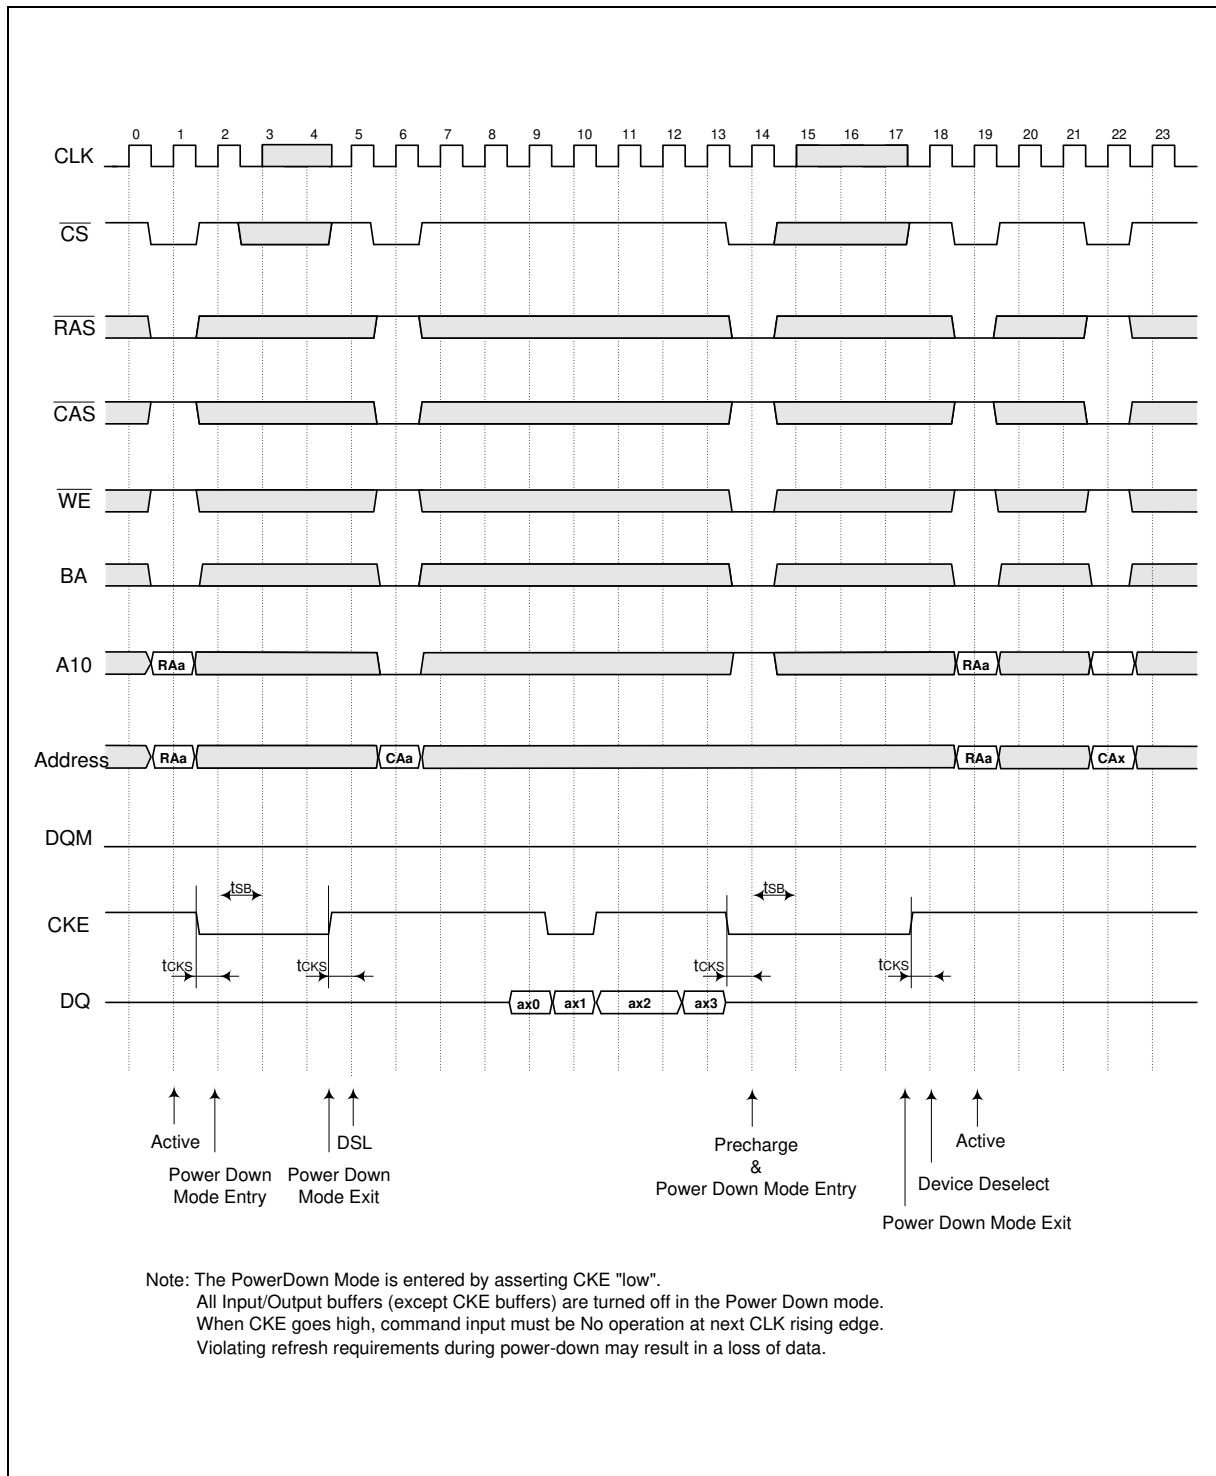 0 1 2 3 4 5 6 7 8 9 10 11 12 13 14 15 16 17 18 19 20 21 22 23
CLK
CS
RAS
CAS
WE
BA
A10 RAa RAa
Address RAa CAa RAa CAx
DQM
tSB tSB
CKE
tCKS tCKS tCKS tCKS
DQ ax0 ax1 ax2 ax3
Active DSL Precharge Active
&
Power Down Power Down Power Down Mode Entry Device Deselect
Mode Entry Mode Exit
Power Down Mode Exit
Note: The PowerDown Mode is entered by asserting CKE "low".
All Input/Output buffers (except CKE buffers) are turned off in the Power Down mode.
When CKE goes high, command input must be No operation at next CLK rising edge.
Violating refresh requirements during power-down may result in a loss of data.